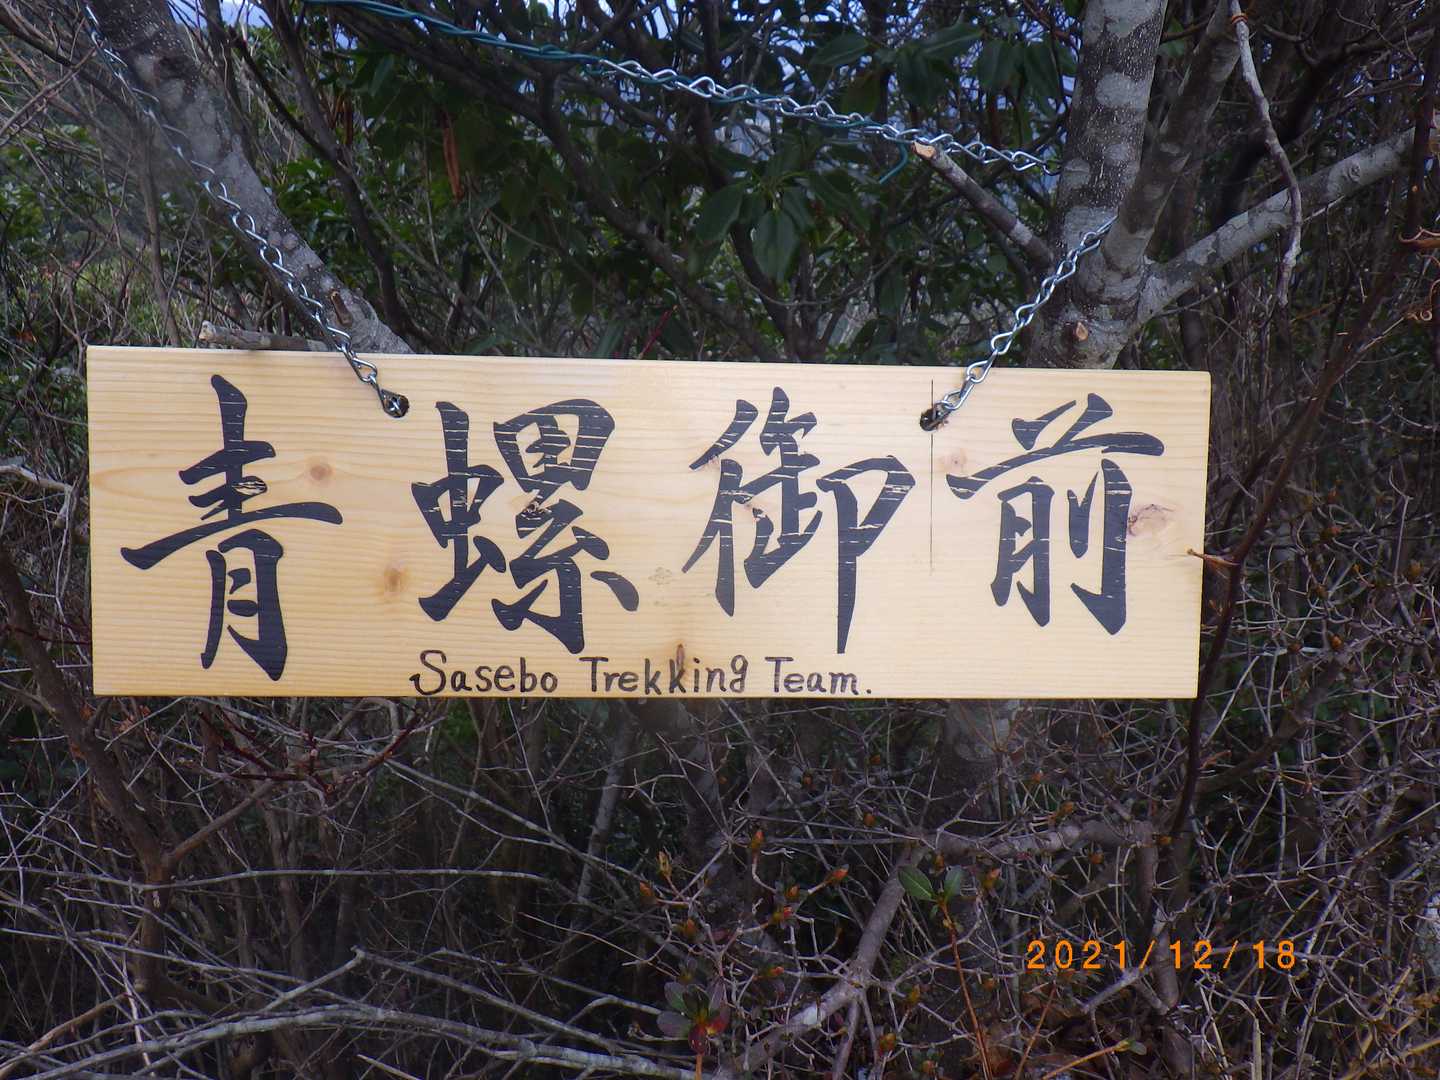 青螺御前
Sasebo Trekking Team.
2021/12/18